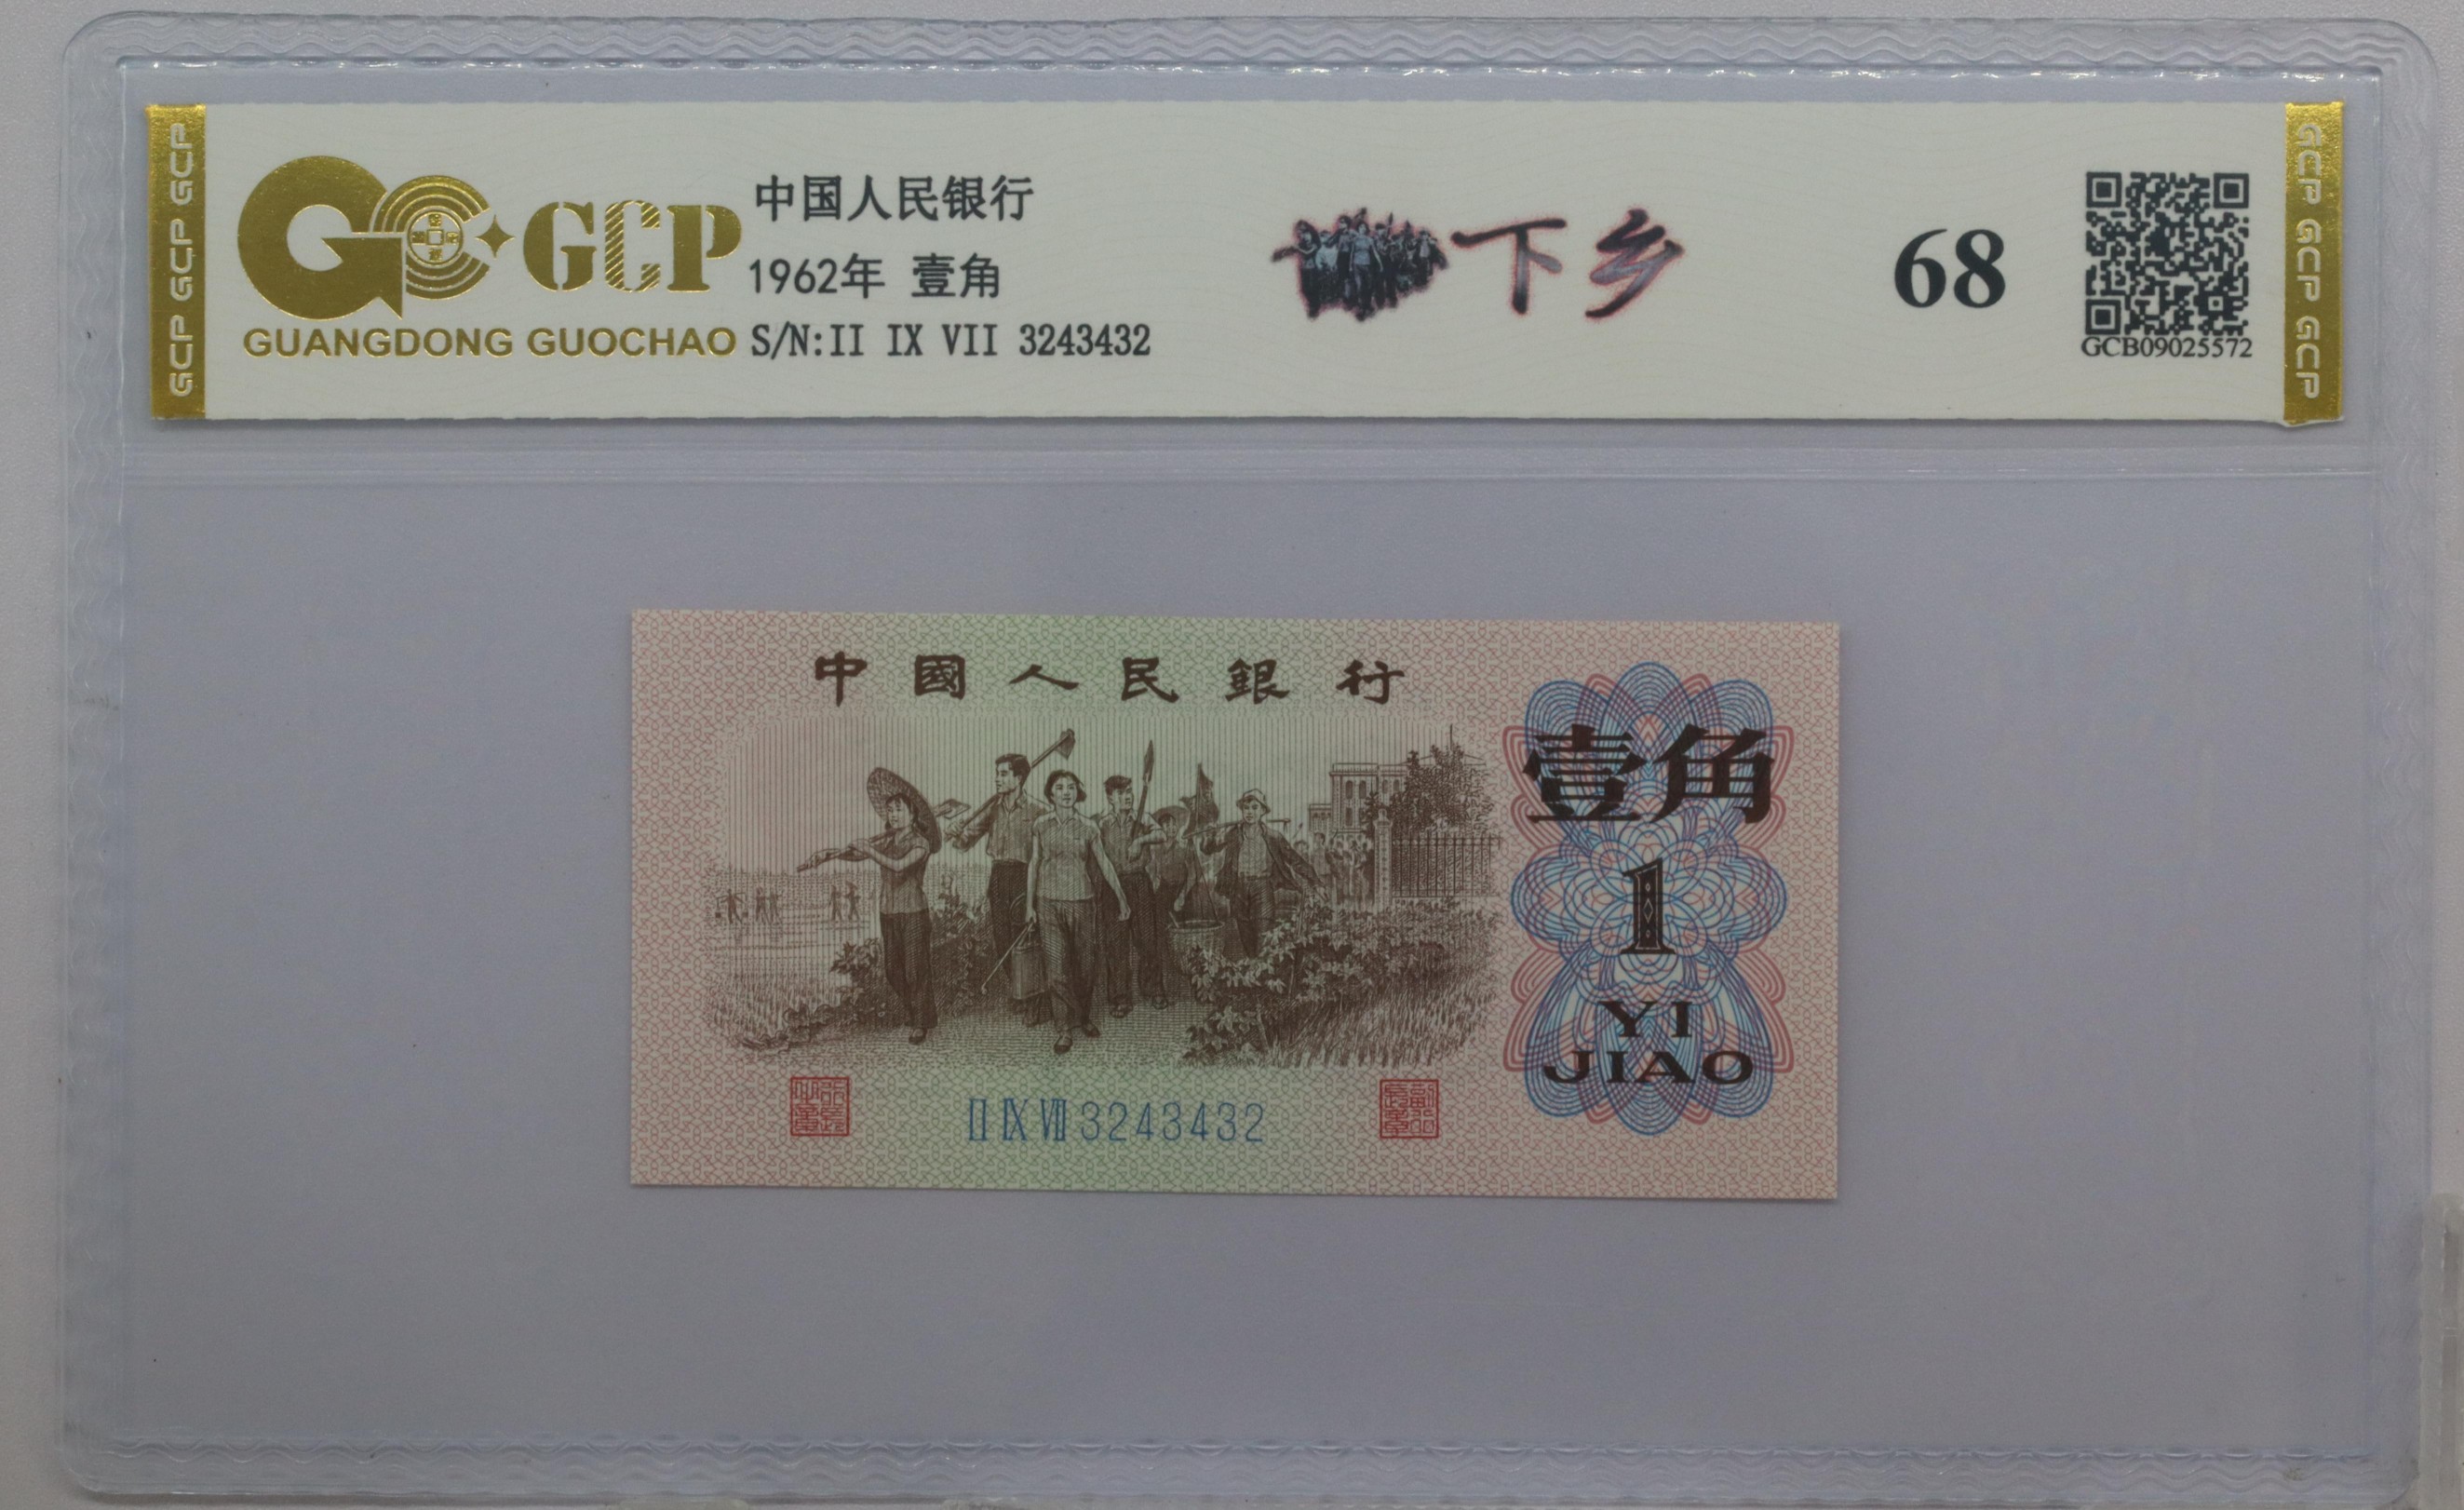 GCP GCP GCP
GCP
GUANGDONG GUOCHAO
中国人民银行
1962年 壹角
S/N:II IX VII 3243432
下乡
68
GCB09025572
GCP GCP GCP
中國人民銀行
壹角
1
YI
JIAO
II IX VII 3243432